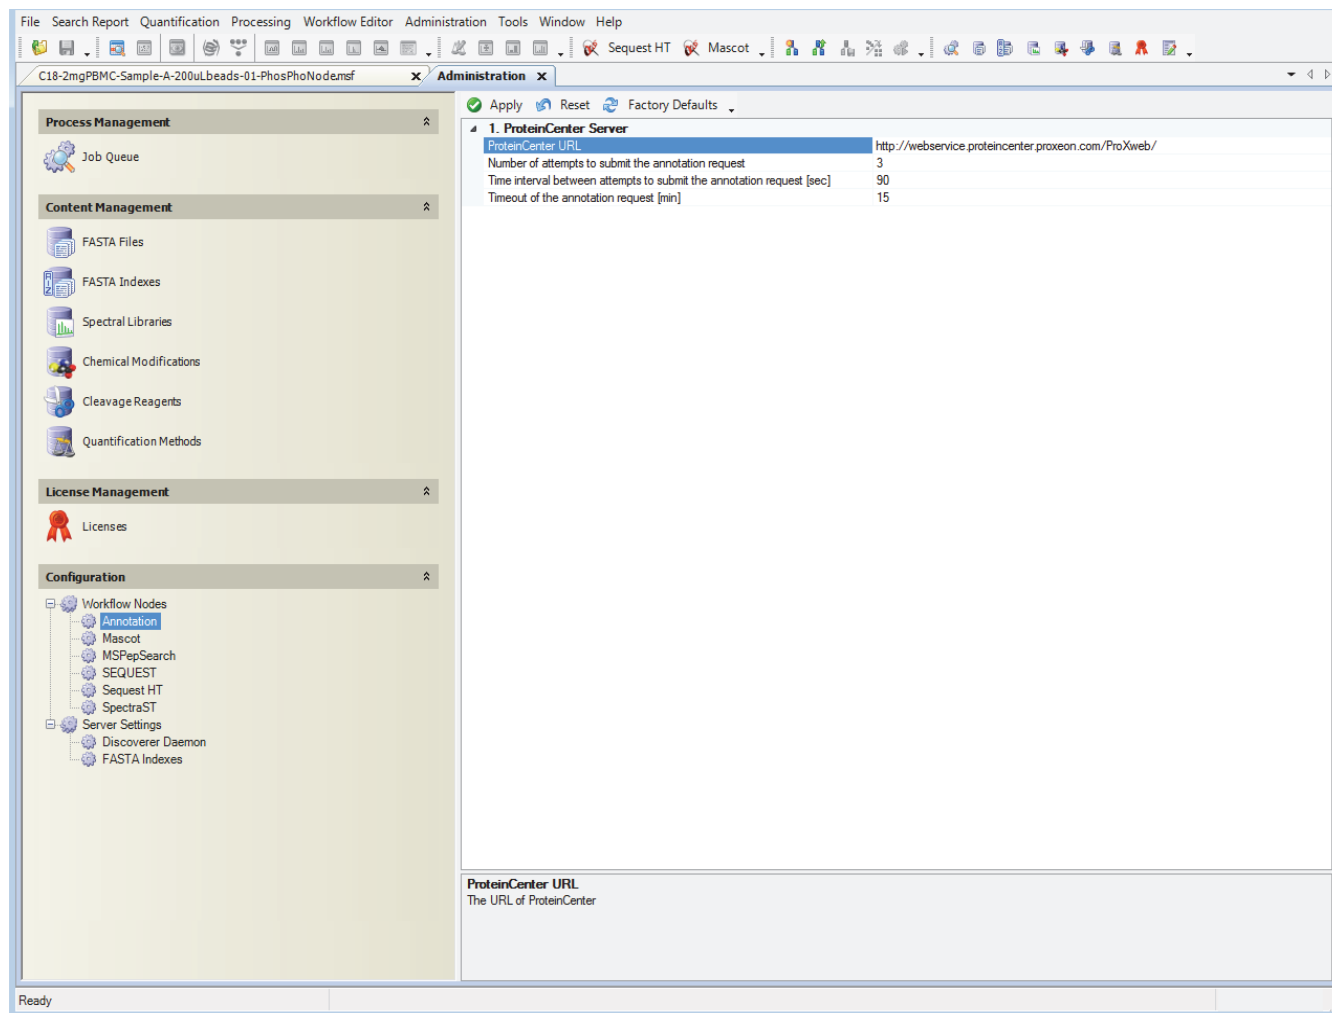 File Search Report Quantification Processing Workflow Editor Administration Tools Window Help
Sequest HT Mascot
C18-2mgPBMC-Sample-A-200uLbeads-01-PhosPhoNode.msf x Administration x
Apply Reset Factory Defaults
Process Management
Job Queue
Content Management
FASTA Files
FASTA Indexes
Spectral Libraries
Chemical Modifications
Cleavage Reagents
Quantification Methods
License Management
Licenses
Configuration
Workflow Nodes
Annotation
Mascot
MSPepSearch
SEQUEST
Sequest HT
SpectraST
Server Settings
Discoverer Daemon
FASTA Indexes
1. ProteinCenter Server
ProteinCenter URL http://webservice.proteincenter.proxeon.com/ProXweb/
Number of attempts to submit the annotation request 3
Time interval between attempts to submit the annotation request [sec] 90
Timeout of the annotation request [min] 15
ProteinCenter URL
The URL of ProteinCenter
Ready